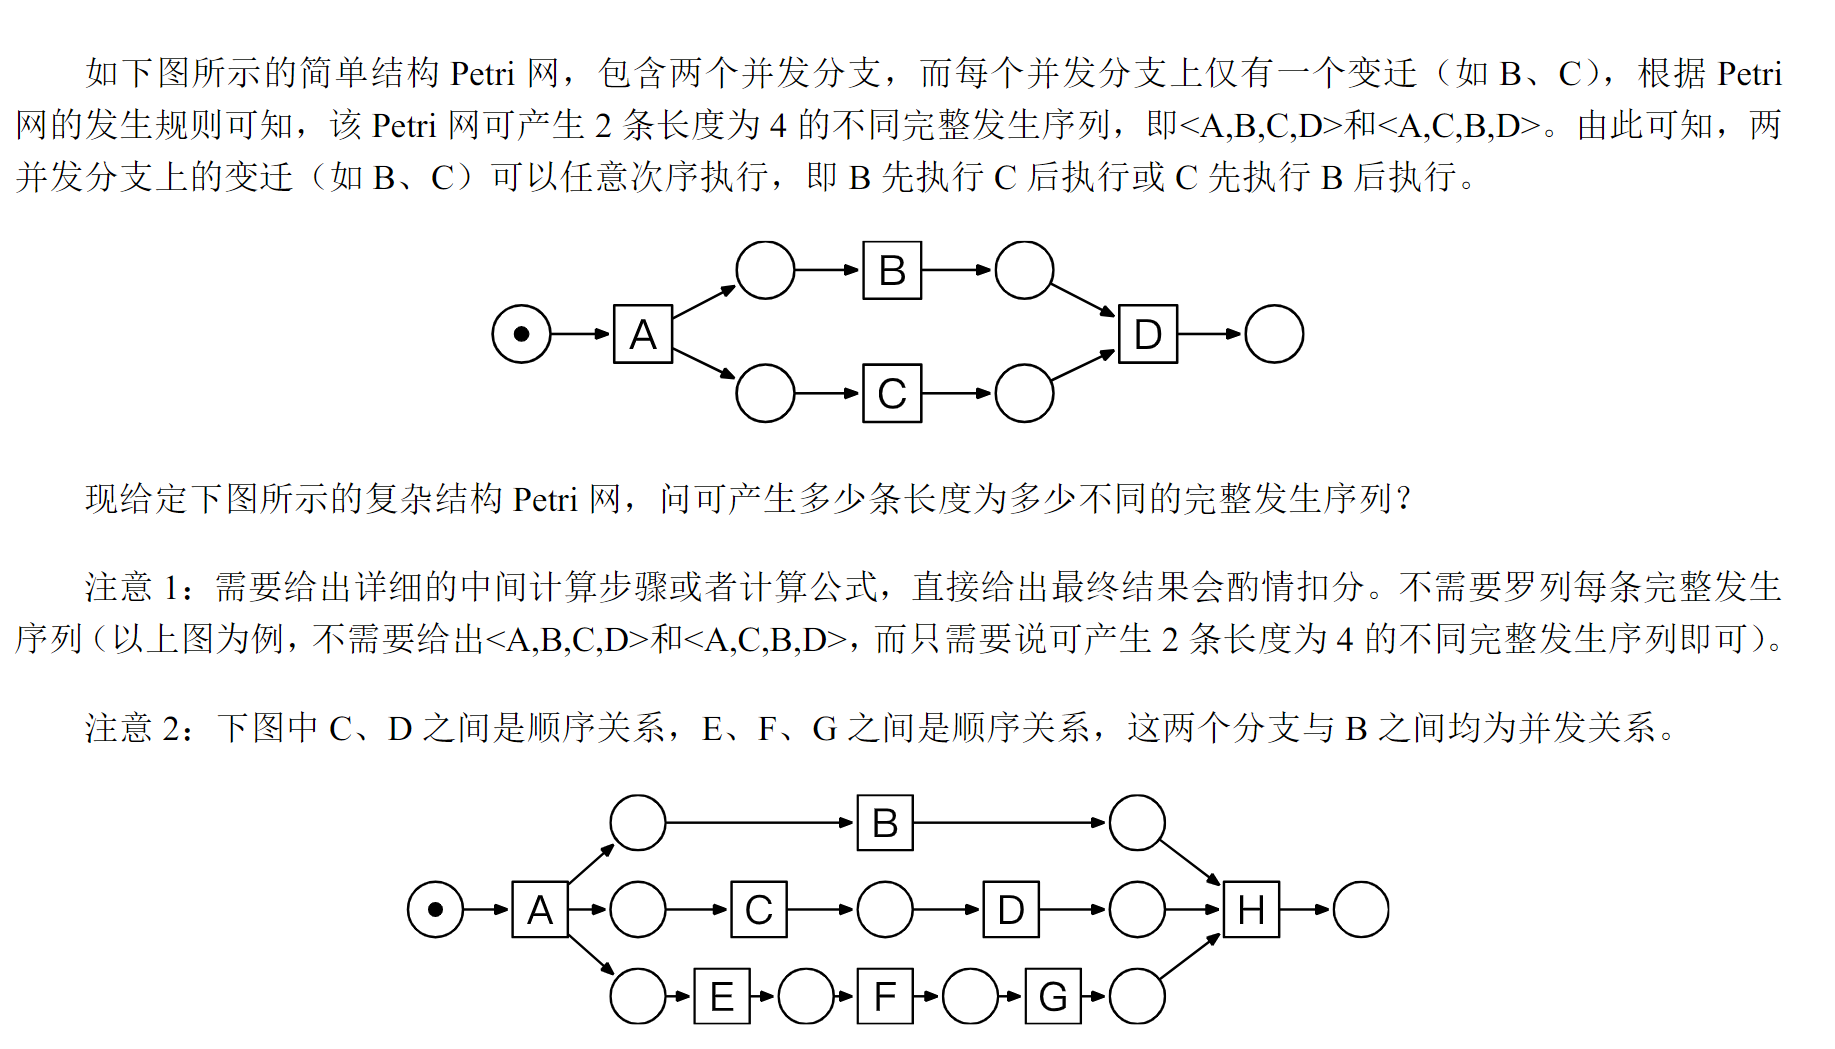 如下图所示的简单结构 Petri 网，包含两个并发分支，而每个并发分支上仅有一个变迁（如 B、C），根据 Petri
网的发生规则可知，该 Petri 网可产生 2 条长度为 4 的不同完整发生序列，即<A,B,C,D>和<A,C,B,D>。由此可知，两
并发分支上的变迁（如 B、C）可以任意次序执行，即 B 先执行 C 后执行或 C 先执行 B 后执行。
B
A
D
C
现给定下图所示的复杂结构 Petri 网，问可产生多少条长度为多少不同的完整发生序列？
注意 1：需要给出详细的中间计算步骤或者计算公式，直接给出最终结果会酌情扣分。不需要罗列每条完整发生
序列（以上图为例，不需要给出<A,B,C,D>和<A,C,B,D>，而只需要说可产生 2 条长度为 4 的不同完整发生序列即可）。
注意 2：下图中 C、D 之间是顺序关系，E、F、G 之间是顺序关系，这两个分支与 B 之间均为并发关系。
B
A C D H
E F G